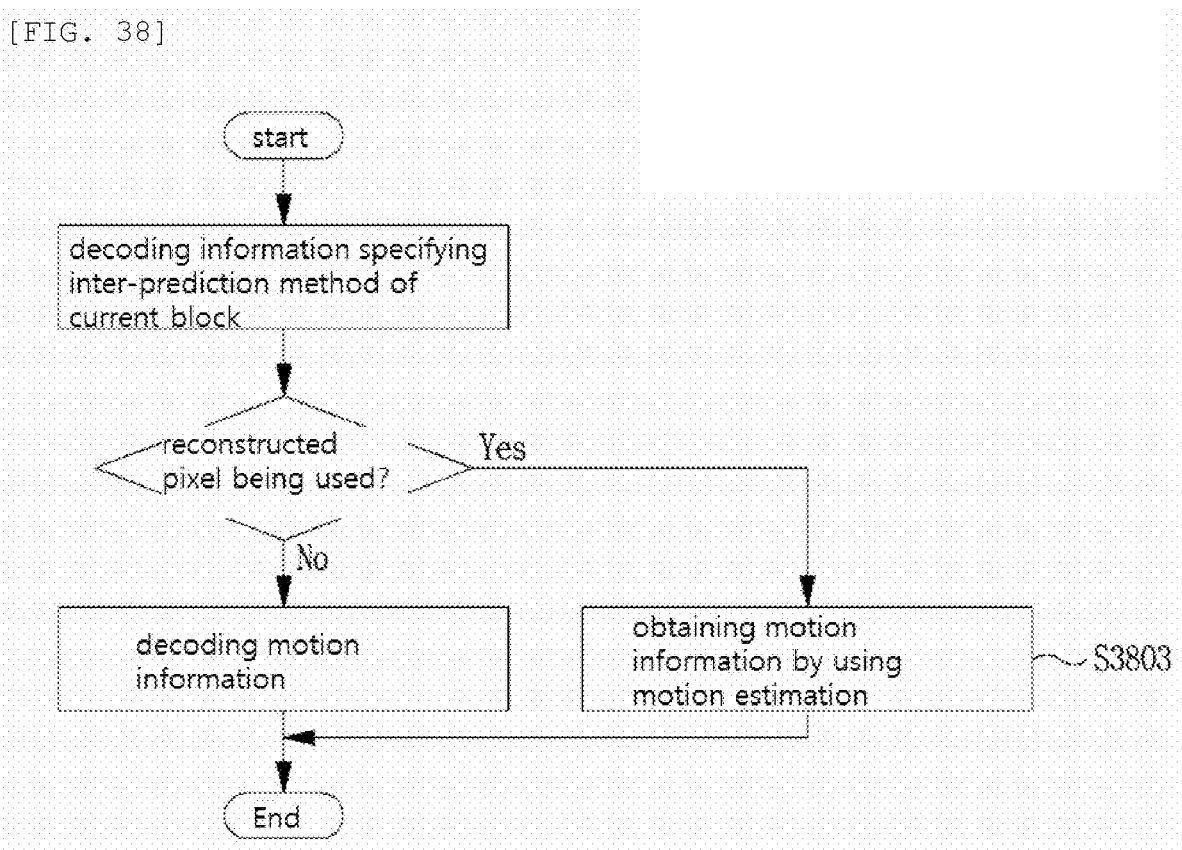 [FIG. 38]
start
decoding information specifying
inter-prediction method of
current block
reconstructed
pixel being used?
Yes
No
decoding motion
information
obtaining motion
information by using
motion estimation
S3803
End